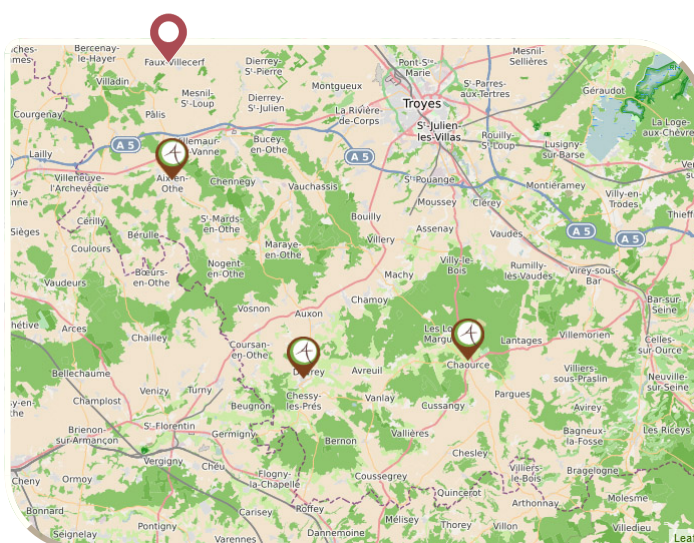 Bercenay-
le-Hayer
Faux-Villecerf
Dierrey-
St-Pierre
Pont-Ste
Marie
Mesnil-
Sellières
Villadin
Mesnil-
St-Loup
Montgueux
St-Parres-
aux-Tertres
Géraudot
Courgenay
Pâlis
Dierrey-
St-Julien
La Rivière-
de-Corps
Troyes
La Loge-
aux-Chèvre
Lailly
A 5
Bucey-
en-Othe
A 5
St-Julien-
les-Villas
Rouilly-
St-Loup
Lusigny-
sur-Barse
Villeneuve-
l'Archevêque
Aix-en-
Othe
Chennegy
Vauchassis
St-Pouange
Montiéramey
Villy-en-
Trodes
Cérilly
St-Mards-
en-Othe
Bouilly
Moussey
Clérey
Thieff
Sièges
Bérulle
Coulours
Maraye-
en-Othe
Villery
Assenay
Vaudes
A 5
A 5
Vaudeurs
Bœurs-
en-Othe
Nogent-
en-Othe
Machy
Villy-le-
Bois
Rumilly-
lès-Vaudes
Virey-sous-
Bar
Bar-sur-
Seine
Vosnon
Auxon
Chamoy
Arces
Chailley
Coursan-
en-Othe
Lantages
Villemorien
Celles-
sur-Ource
Bellechaume
Avreuil
Chaource
Villiers-
sous-Praslin
Neuville-
sur-Seine
Champlost
Venizy
Turny
Beugnon
Chessy-
les-Prés
Vanlay
Cussangy
Pargues
Avirey
Brienon-
sur-Armançon
St-Florentin
Germigny
Bernon
Vallières
Bagneux-
la-Fosse
Les Riceys
Vergigny
Chéu
Flogny-
la-Chapelle
Coussegrey
Chesley
Villiers-
le-Bois
Bragelogne
Cheny
Ormoy
Quincerot
Arthonnay
Molesme
Bonnard
Seignelay
Pontigny
Carisey
Varennes
Roffey
Dannemoine
Mélisey
Thorey
Villon
Villedieu
Leaf